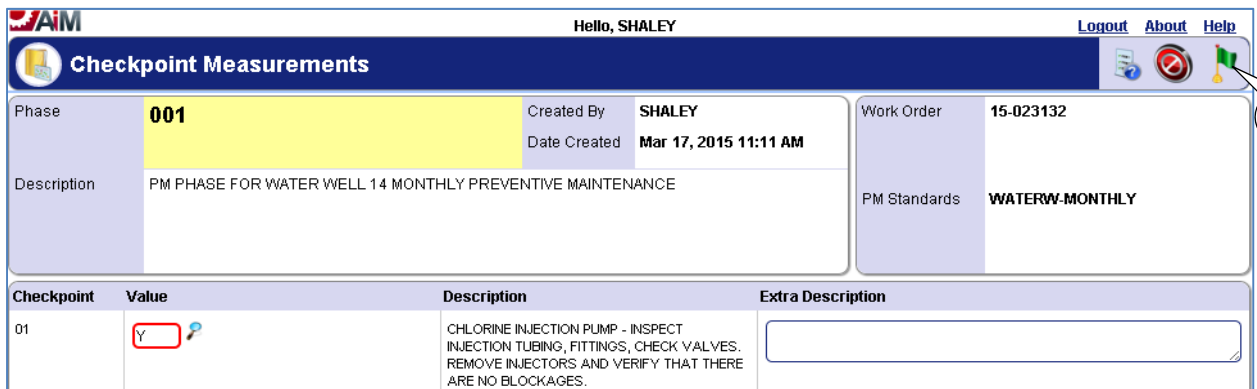 AiM
Hello, SHALEY
Logout About Help
Checkpoint Measurements
Phase
001
Created By
SHALEY
Date Created
Mar 17, 2015 11:11 AM
Description
PM PHASE FOR WATER WELL 14 MONTHLY PREVENTIVE MAINTENANCE
Work Order
15-023132
PM Standards
WATERW-MONTHLY
Checkpoint Value Description Extra Description
01
Y
CHLORINE INJECTION PUMP - INSPECT
INJECTION TUBING, FITTINGS, CHECK VALVES.
REMOVE INJECTORS AND VERIFY THAT THERE
ARE NO BLOCKAGES.